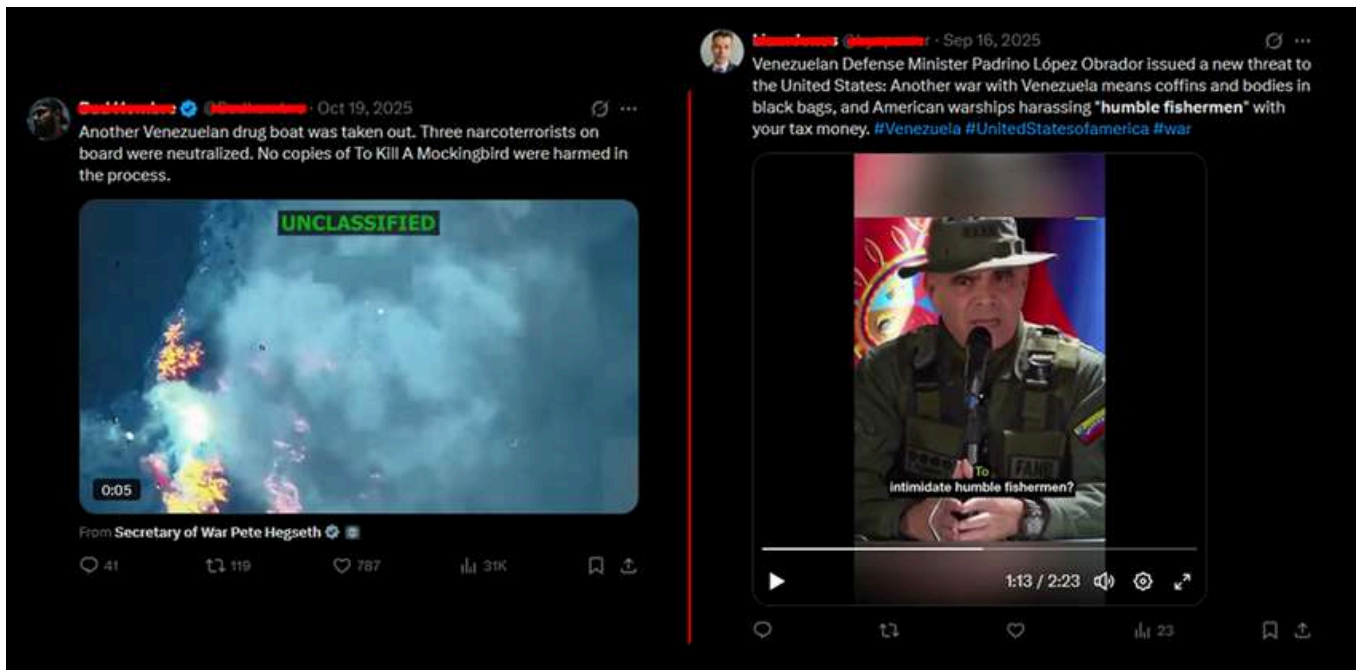 Oct 19, 2025
Another Venezuelan drug boat was taken out. Three narcoterrorists on
board were neutralized. No copies of To Kill A Mockingbird were harmed in
the process.
UNCLASSIFIED
0:05
From Secretary of War Pete Hegseth
41
119
787
31K
Sep 16, 2025
Venezuelan Defense Minister Padrino López Obrador issued a new threat to
the United States: Another war with Venezuela means coffins and bodies in
black bags, and American warships harassing "humble fishermen" with
your tax money. #Venezuela #UnitedStatesofamerica #war
FANB
To
intimidate humble fishermen?
1:13 / 2:23
23